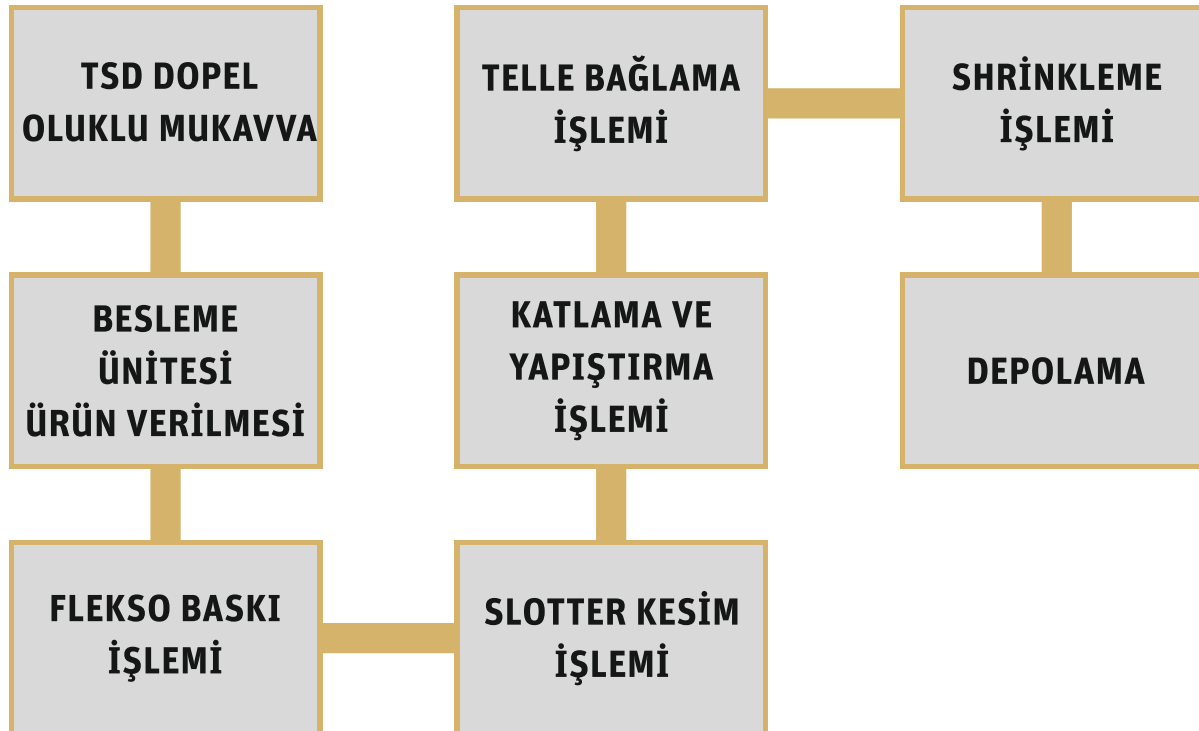 TSD DOPEL
OLUKLU MUKAVVA
BESLEME
ÜNİTESİ
ÜRÜN VERİLMESİ
FLEKSO BASKI
İŞLEMİ
SLOTTER KESİM
İŞLEMİ
KATLAMA VE
YAPIŞTIRMA
İŞLEMİ
TELLE BAĞLAMA
İŞLEMİ
SHRİNKLEME
İŞLEMİ
DEPOLAMA